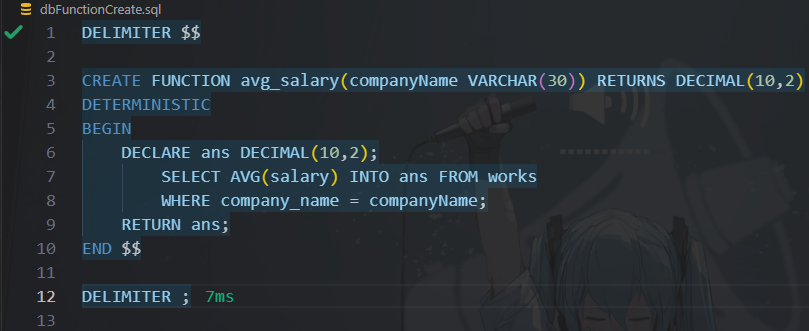 dbFunctionCreate.sql
1 DELIMITER $$
2
3 CREATE FUNCTION avg_salary(companyName VARCHAR(30)) RETURNS DECIMAL(10,2)
4 DETERMINISTIC
5 BEGIN
6     DECLARE ans DECIMAL(10,2);
7         SELECT AVG(salary) INTO ans FROM works
8         WHERE company_name = companyName;
9     RETURN ans;
10 END $$
11
12 DELIMITER ; 7ms
13